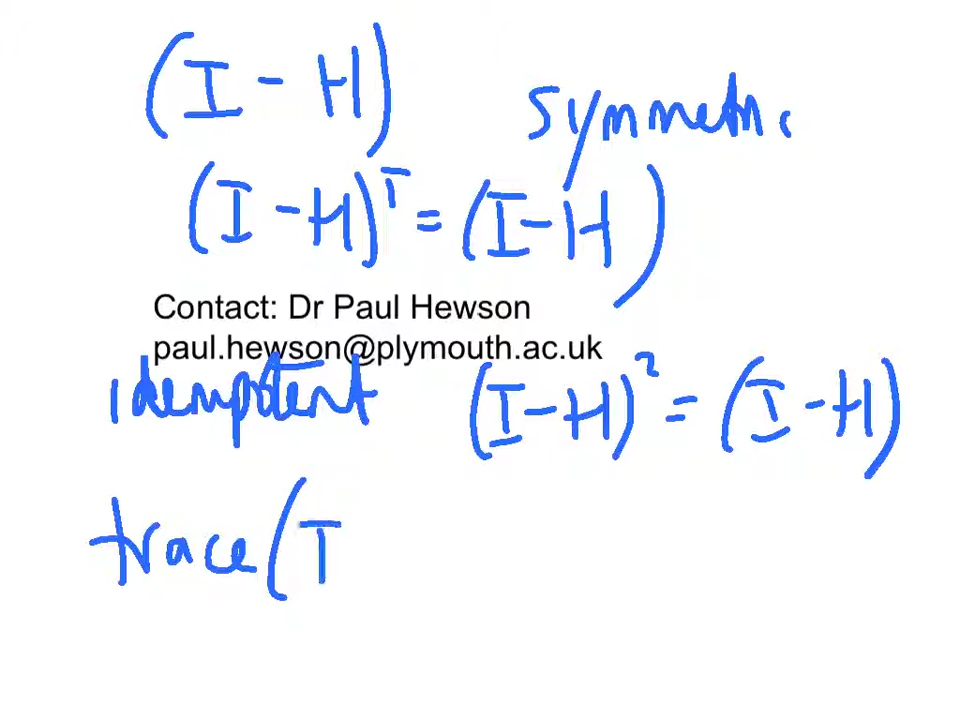 (I - H)
symmetric
(I - H)ᵀ = (I - H)
Contact: Dr Paul Hewson
paul.hewson@plymouth.ac.uk
idempotent (I - H)² = (I - H)
trace(I